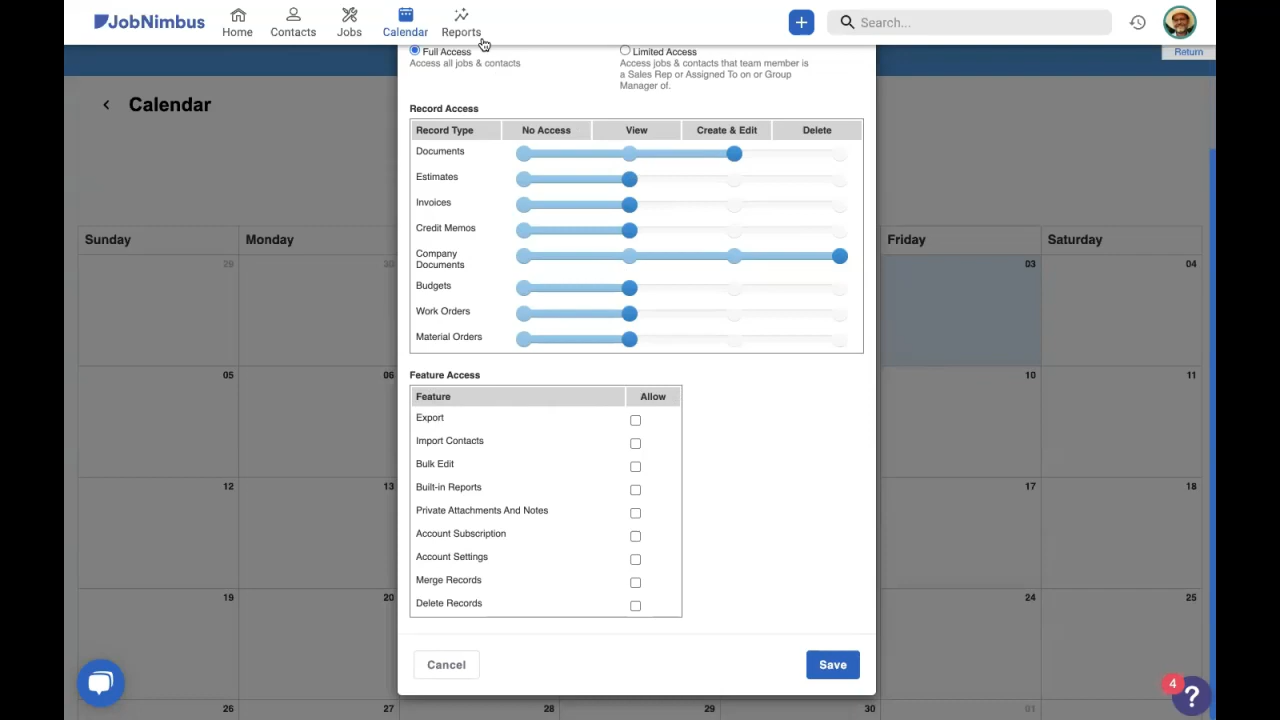 JobNimbus
Home
Contacts
Jobs
Calendar
Reports
+
Search...
Return
Calendar
Full Access
Access all jobs & contacts
Limited Access
Access jobs & contacts that team member is
a Sales Rep or Assigned To on or Group
Manager of.
Record Access
Record Type No Access View Create & Edit Delete
Documents
Estimates
Invoices
Credit Memos
Company
Documents
Budgets
Work Orders
Material Orders
Feature Access
Feature Allow
Export
Import Contacts
Bulk Edit
Built-in Reports
Private Attachments And Notes
Account Subscription
Account Settings
Merge Records
Delete Records
Cancel
Save
Sunday Monday Friday Saturday
29 30 03 04
05 06 10 11
12 13 17 18
19 20 24 25
26 27 28 29 30 01
4
?